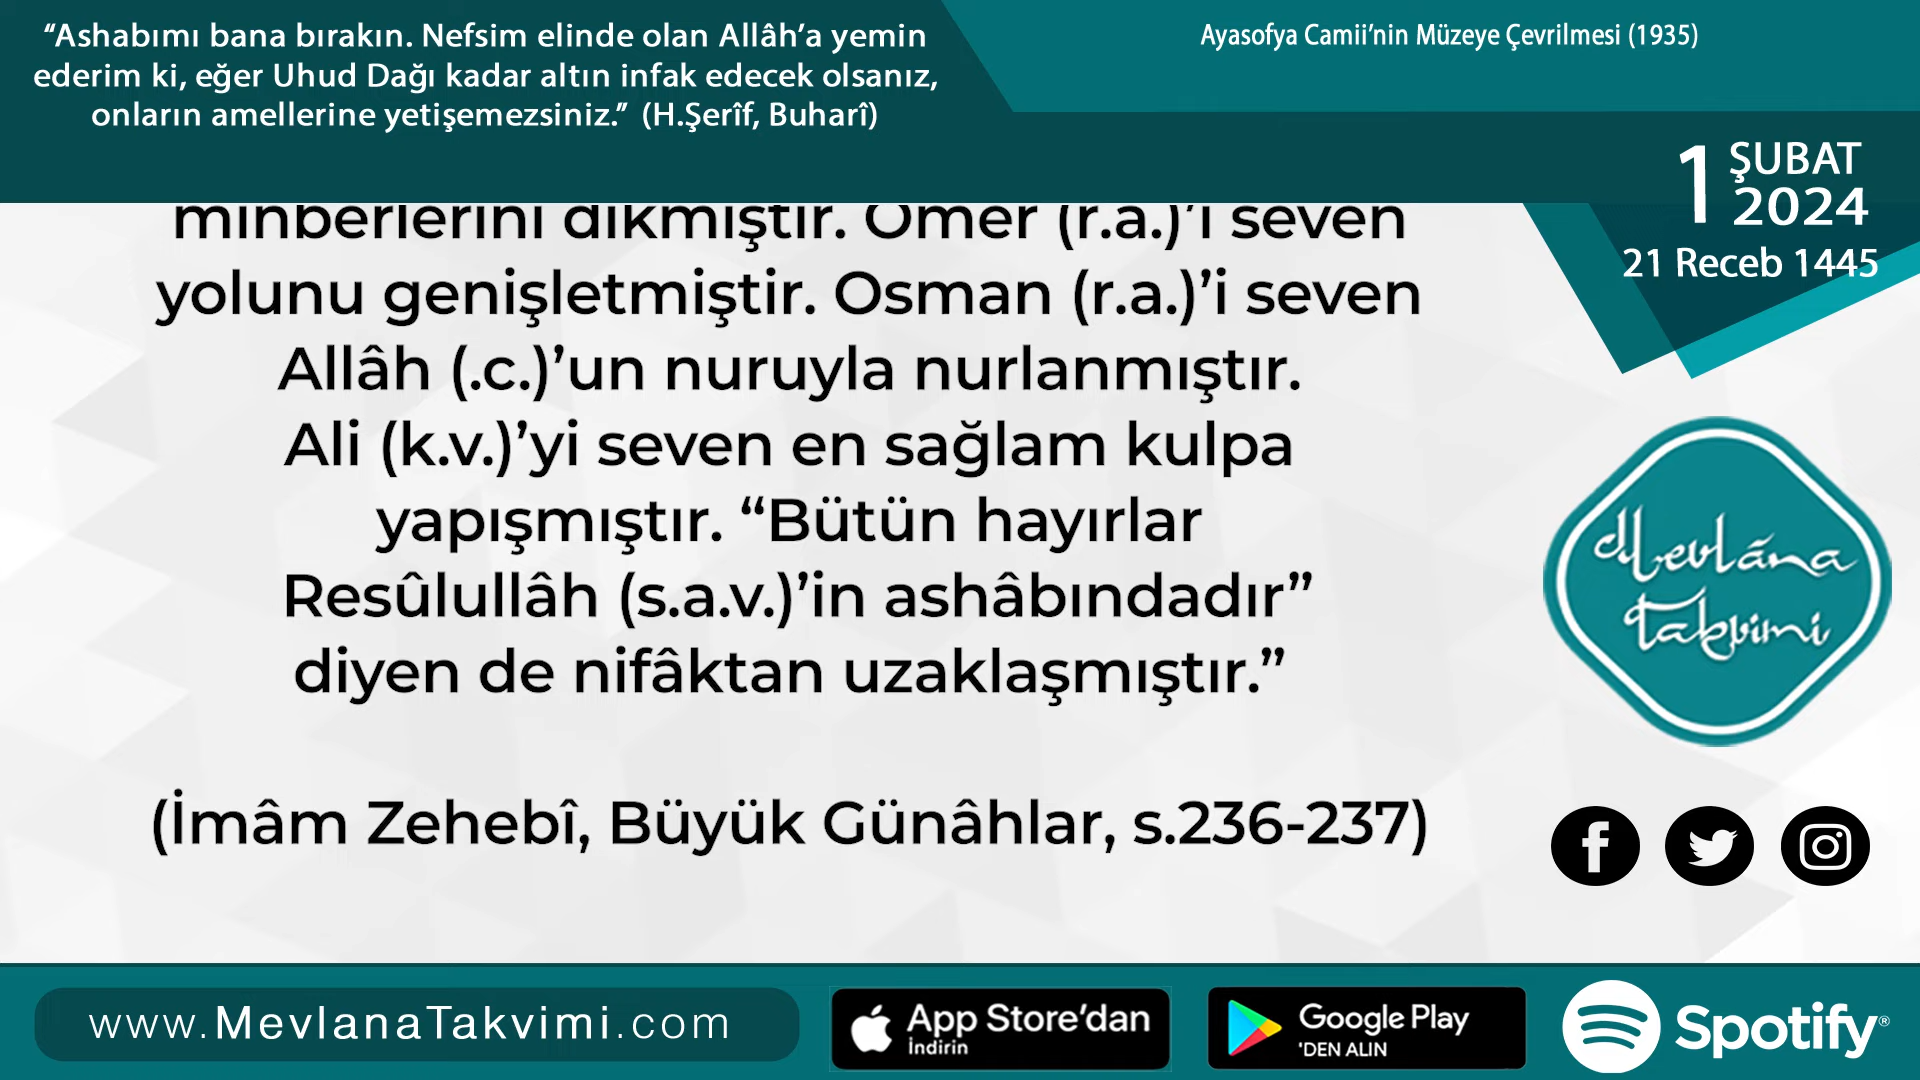 “Ashabımı bana bırakın. Nefsim elinde olan Allâh’a yemin
ederim ki, eğer Uhud Dağı kadar altın infak edecek olsanız,
onların amellerine yetişemezsiniz.” (H.Şerîf, Buharî)
Ayasofya Camii’nin Müzeye Çevrilmesi (1935)
1 ŞUBAT
2024
21 Receb 1445
minberlerini dikmiştir. Ömer (r.a.)’i seven
yolunu genişletmiştir. Osman (r.a.)’i seven
Allâh (.c.)’un nuruyla nurlanmıştır.
Ali (k.v.)’yi seven en sağlam kulpa
yapışmıştır. “Bütün hayırlar
Resûlullâh (s.a.v.)’in ashâbındadır”
diyen de nifâktan uzaklaşmıştır.”
(İmâm Zehebî, Büyük Günâhlar, s.236-237)
Mevlâna
Takvimi
www.MevlanaTakvimi.com
App Store’dan
İndirin
Google Play
'DEN ALIN
Spotify®